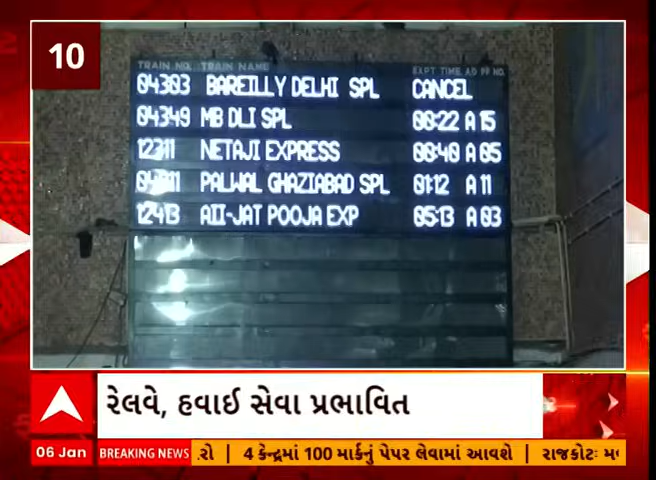 10
TRAIN NO. TRAIN NAME EXPT. TIME AD PF NO.
04303 BAREILLY DELHI SPL CANCEL
04349 MB DLI SPL 00:22 A 15
12311 NETAJI EXPRESS 00:40 A 05
PALWAL GHAZIABAD SPL 01:12 A 11
12413 AII-JAT POOJA EXP 05:13 A 03
રેલવે, હવાઈ સેવા પ્રભાવિત
06 Jan BREAKING NEWS .રો | 4 કેન્દ્રમાં 100 માર્કનું પેપર લેવામાં આવશે | રાજકોટઃ